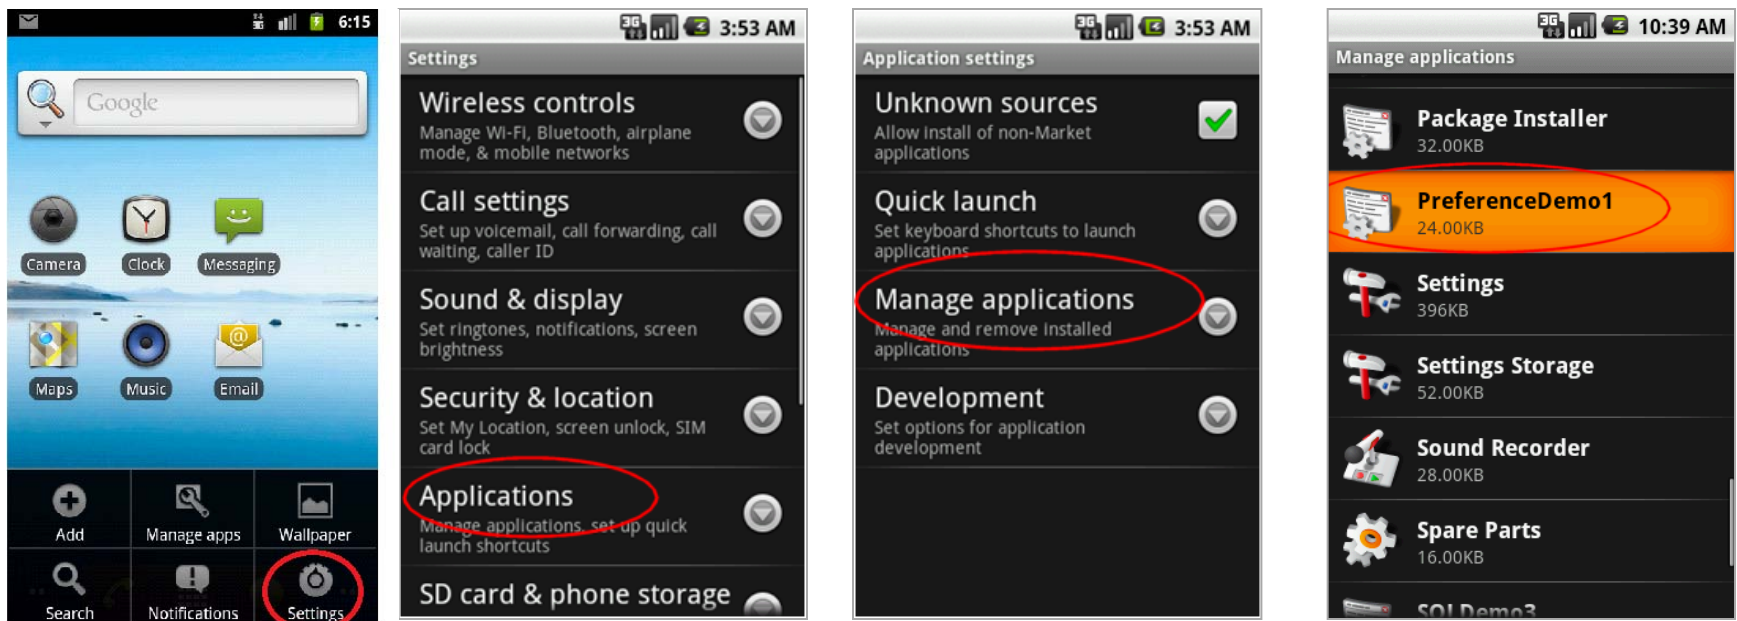 3G
6:15
Google
Camera
Clock
Messaging
Maps
Music
Email
Add
Manage apps
Wallpaper
Search
Notifications
Settings
3G
3:53 AM
Settings
Wireless controls
Manage Wi-Fi, Bluetooth, airplane
mode, & mobile networks
Call settings
Set up voicemail, call forwarding, call
waiting, caller ID
Sound & display
Set ringtones, notifications, screen
brightness
Security & location
Set My Location, screen unlock, SIM
card lock
Applications
Manage applications, set up quick
launch shortcuts
SD card & phone storage
3G
3:53 AM
Application settings
Unknown sources
Allow install of non-Market
applications
Quick launch
Set keyboard shortcuts to launch
applications
Manage applications
Manage and remove installed
applications
Development
Set options for application
development
3G
10:39 AM
Manage applications
Package Installer
32.00KB
PreferenceDemo1
24.00KB
Settings
396KB
Settings Storage
52.00KB
Sound Recorder
28.00KB
Spare Parts
16.00KB
SQLDemo3